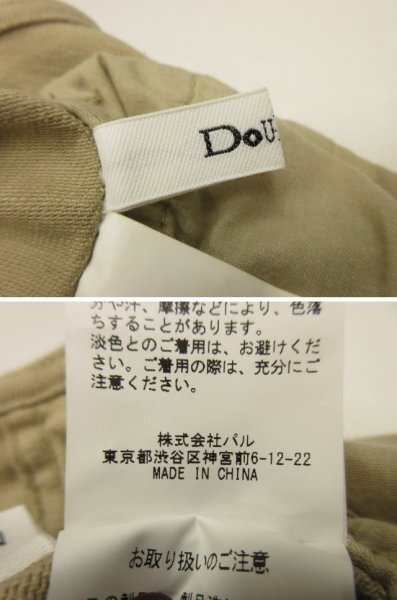 DOU
分や汗、摩擦などにより、色落
ちすることがあります。
淡色とのご着用は、お避けくだ
さい。ご着用の際は、充分にご
注意ください。
株式会社パル
東京都渋谷区神宮前6-12-22
MADE IN CHINA
お取り扱いのご注意